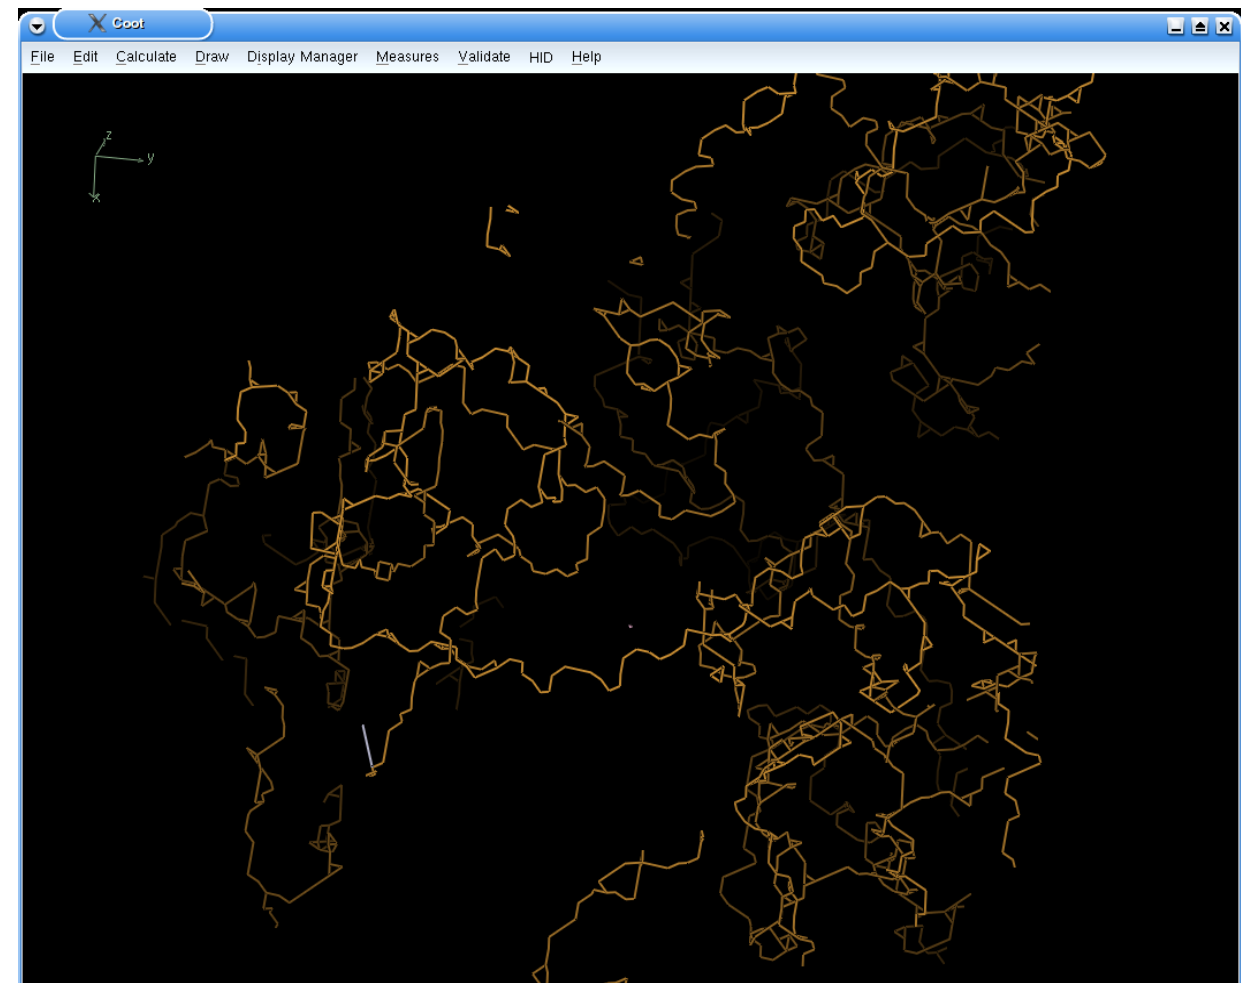 Coot
File Edit Calculate Draw Display Manager Measures Validate HID Help
z
y
x